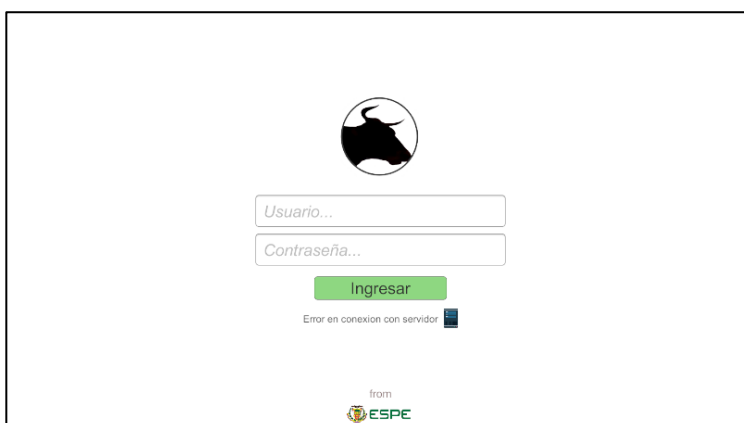 Usuario...
Contraseña...
Ingresar
Error en conexion con servidor
from
ESPE